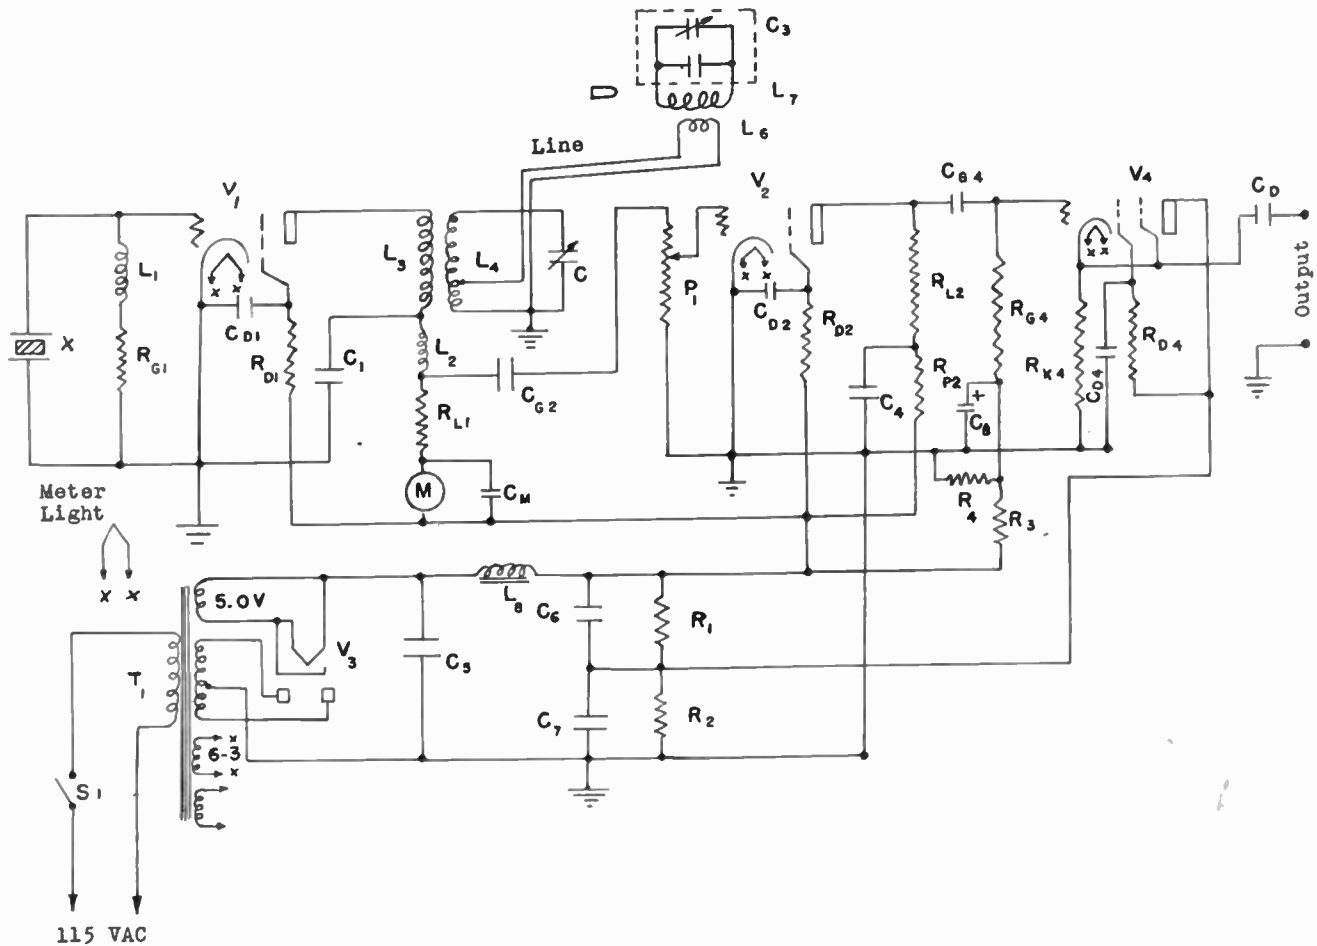 C3
D
L7
L6
Line
V1
V2
CG4
V4
CD
L1
L3
L4
C
P1
RL2
RG4
Output
X
RG1
CD1
RD1
C1
L2
CG2
CD2
RD2
RP2
RK4
CD4
RD4
RL1
C4
+
C8
Meter
Light
M
CM
R4
R3
x x
5.0V
L8
C6
R1
V3
C5
T1
C7
R2
6-3
x
x
S1
115 VAC